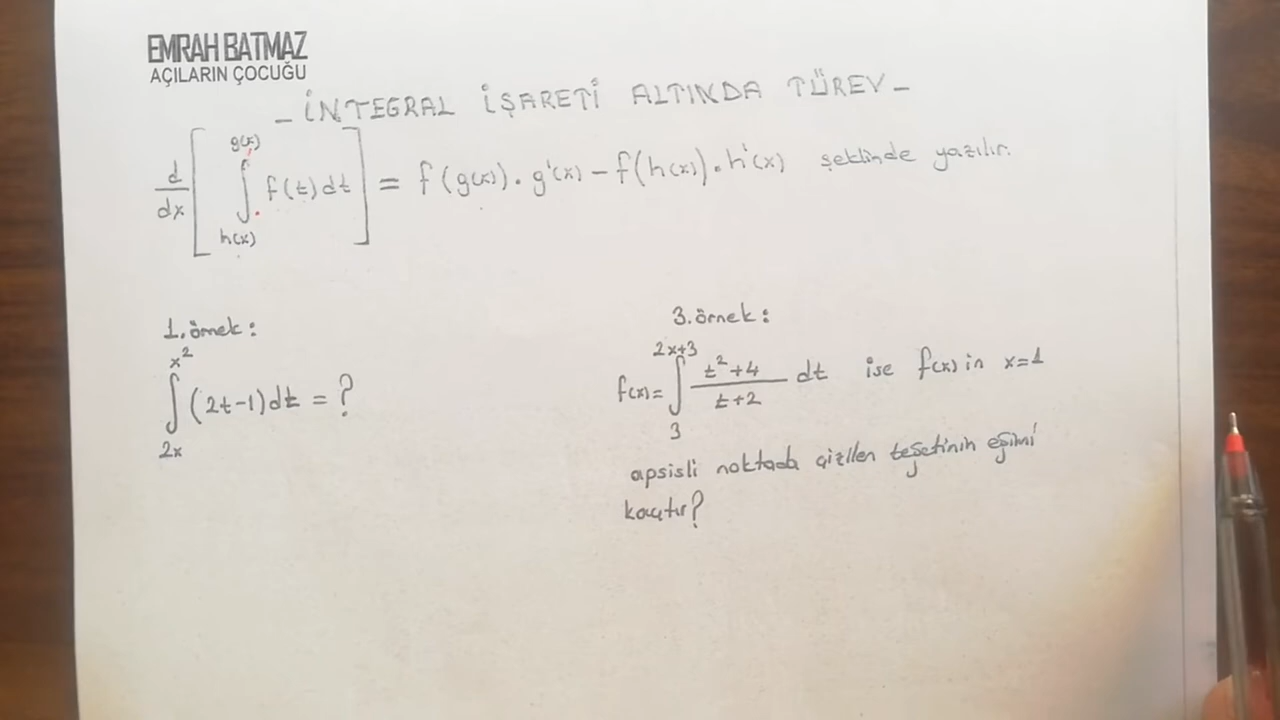 EMRAH BATMAZ
AÇILARIN ÇOCUĞU
- İNTEGRAL İŞARETİ ALTINDA TÜREV -
d/dx [ ∫_{h(x)}^{g(x)} f(t)dt ] = f(g(x)).g'(x) - f(h(x)).h'(x) şeklinde yazılır.
1.örnek:
∫_{2x}^{x²} (2t-1)dt = ?
3.örnek:
f(x)= ∫_{3}^{2x+3} (t²+4)/(t+2) dt ise f(x) in x=1
apsisli noktada çizilen teğetinin eğimi
kaçtır?